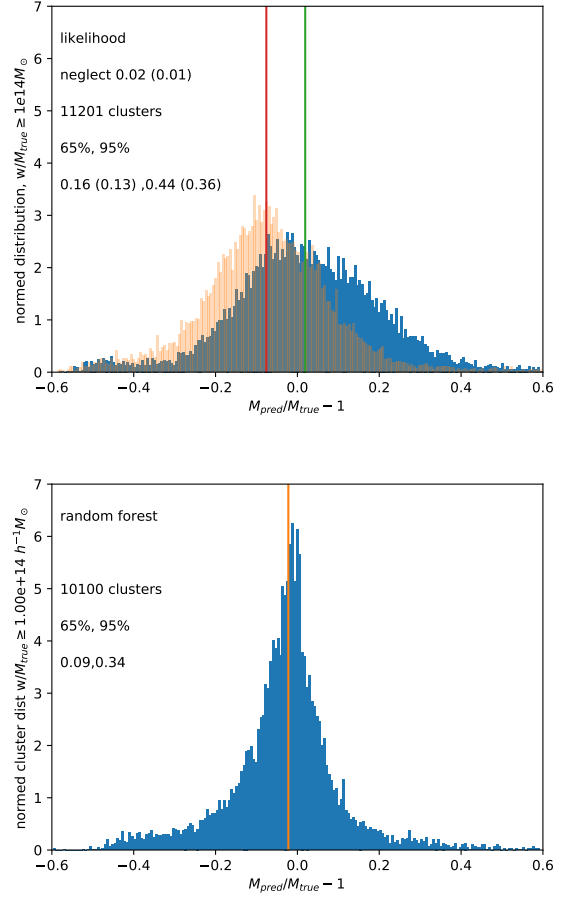 7
6
5
4
3
2
1
0
normed distribution, w/M_true ≥ 1e14M_⊙
likelihood
neglect 0.02 (0.01)
11201 clusters
65%, 95%
0.16 (0.13) ,0.44 (0.36)
−0.6 −0.4 −0.2 0.0 0.2 0.4 0.6
M_pred/M_true − 1
7
6
5
4
3
2
1
0
normed cluster dist w/M_true ≥ 1.00e+14 h⁻¹M_⊙
random forest
10100 clusters
65%, 95%
0.09,0.34
−0.6 −0.4 −0.2 0.0 0.2 0.4 0.6
M_pred/M_true − 1